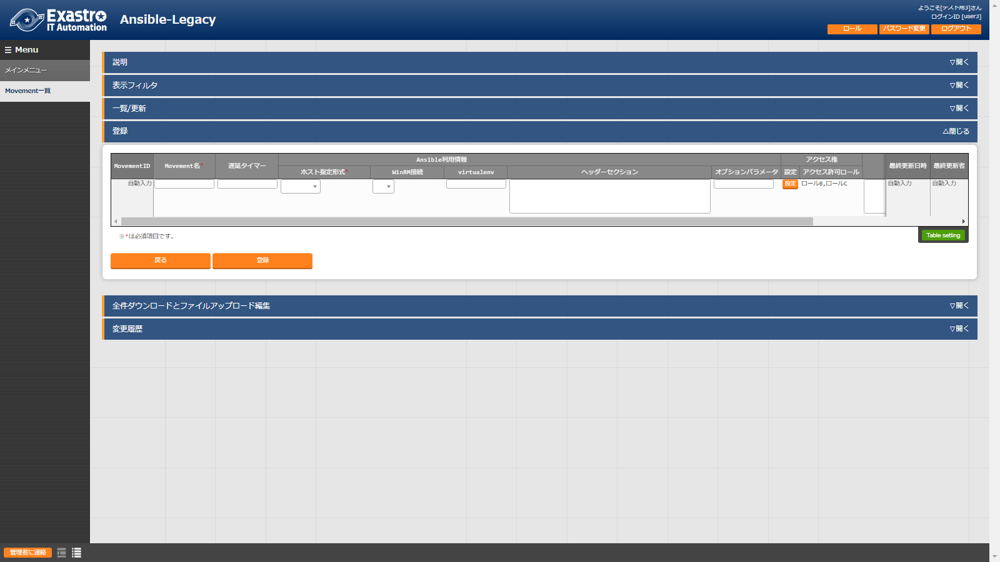 Exastro
IT Automation
Ansible-Legacy
ようこそ[テスト用3]さん
ログインID [user3]
ロール
パスワード変更
ログアウト
Menu
メインメニュー
Movement一覧
説明
▽開く
表示フィルタ
▽開く
一覧/更新
▽開く
登録
△閉じる
MovementID
Movement名*
遅延タイマー
Ansible利用情報
アクセス権
最終更新日時
最終更新者
ホスト指定形式*
WinRM接続
virtualenv
ヘッダーセクション
オプションパラメータ
設定
アクセス許可ロール
自動入力
設定
ロールB,ロールC
自動入力
自動入力
※*は必須項目です。
Table setting
戻る
登録
全件ダウンロードとファイルアップロード編集
▽開く
変更履歴
▽開く
管理者に連絡